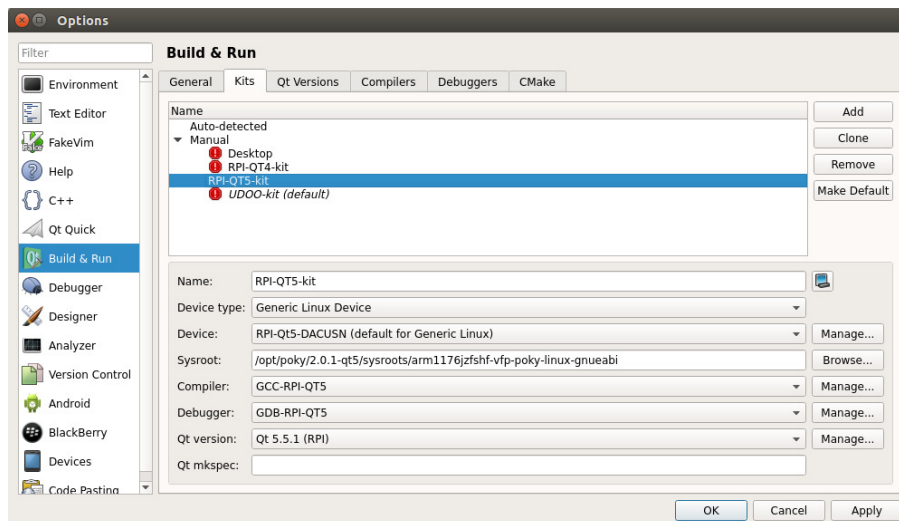 Options
Filter
Environment
Text Editor
FakeVim
Help
C++
Qt Quick
Build & Run
Debugger
Designer
Analyzer
Version Control
Android
BlackBerry
Devices
Code Pasting
Build & Run
General Kits Qt Versions Compilers Debuggers CMake
Name
Auto-detected
Manual
Desktop
RPI-QT4-kit
RPI-QT5-kit
UDOO-kit (default)
Add
Clone
Remove
Make Default
Name: RPI-QT5-kit
Device type: Generic Linux Device
Device: RPI-Qt5-DACUSN (default for Generic Linux) Manage...
Sysroot: /opt/poky/2.0.1-qt5/sysroots/arm1176jzfshf-vfp-poky-linux-gnueabi Browse...
Compiler: GCC-RPI-QT5 Manage...
Debugger: GDB-RPI-QT5 Manage...
Qt version: Qt 5.5.1 (RPI) Manage...
Qt mkspec:
OK Cancel Apply